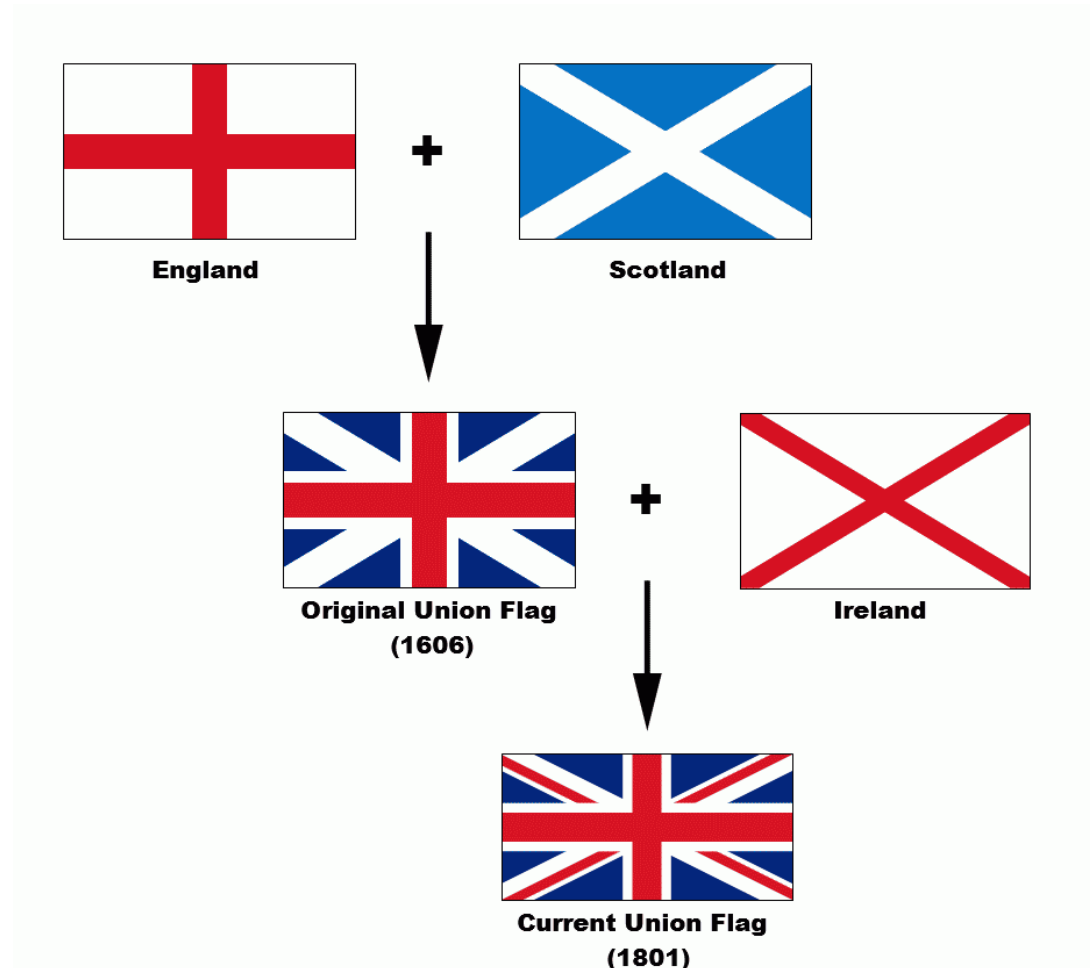 England
Scotland
Original Union Flag
(1606)
Ireland
Current Union Flag
(1801)